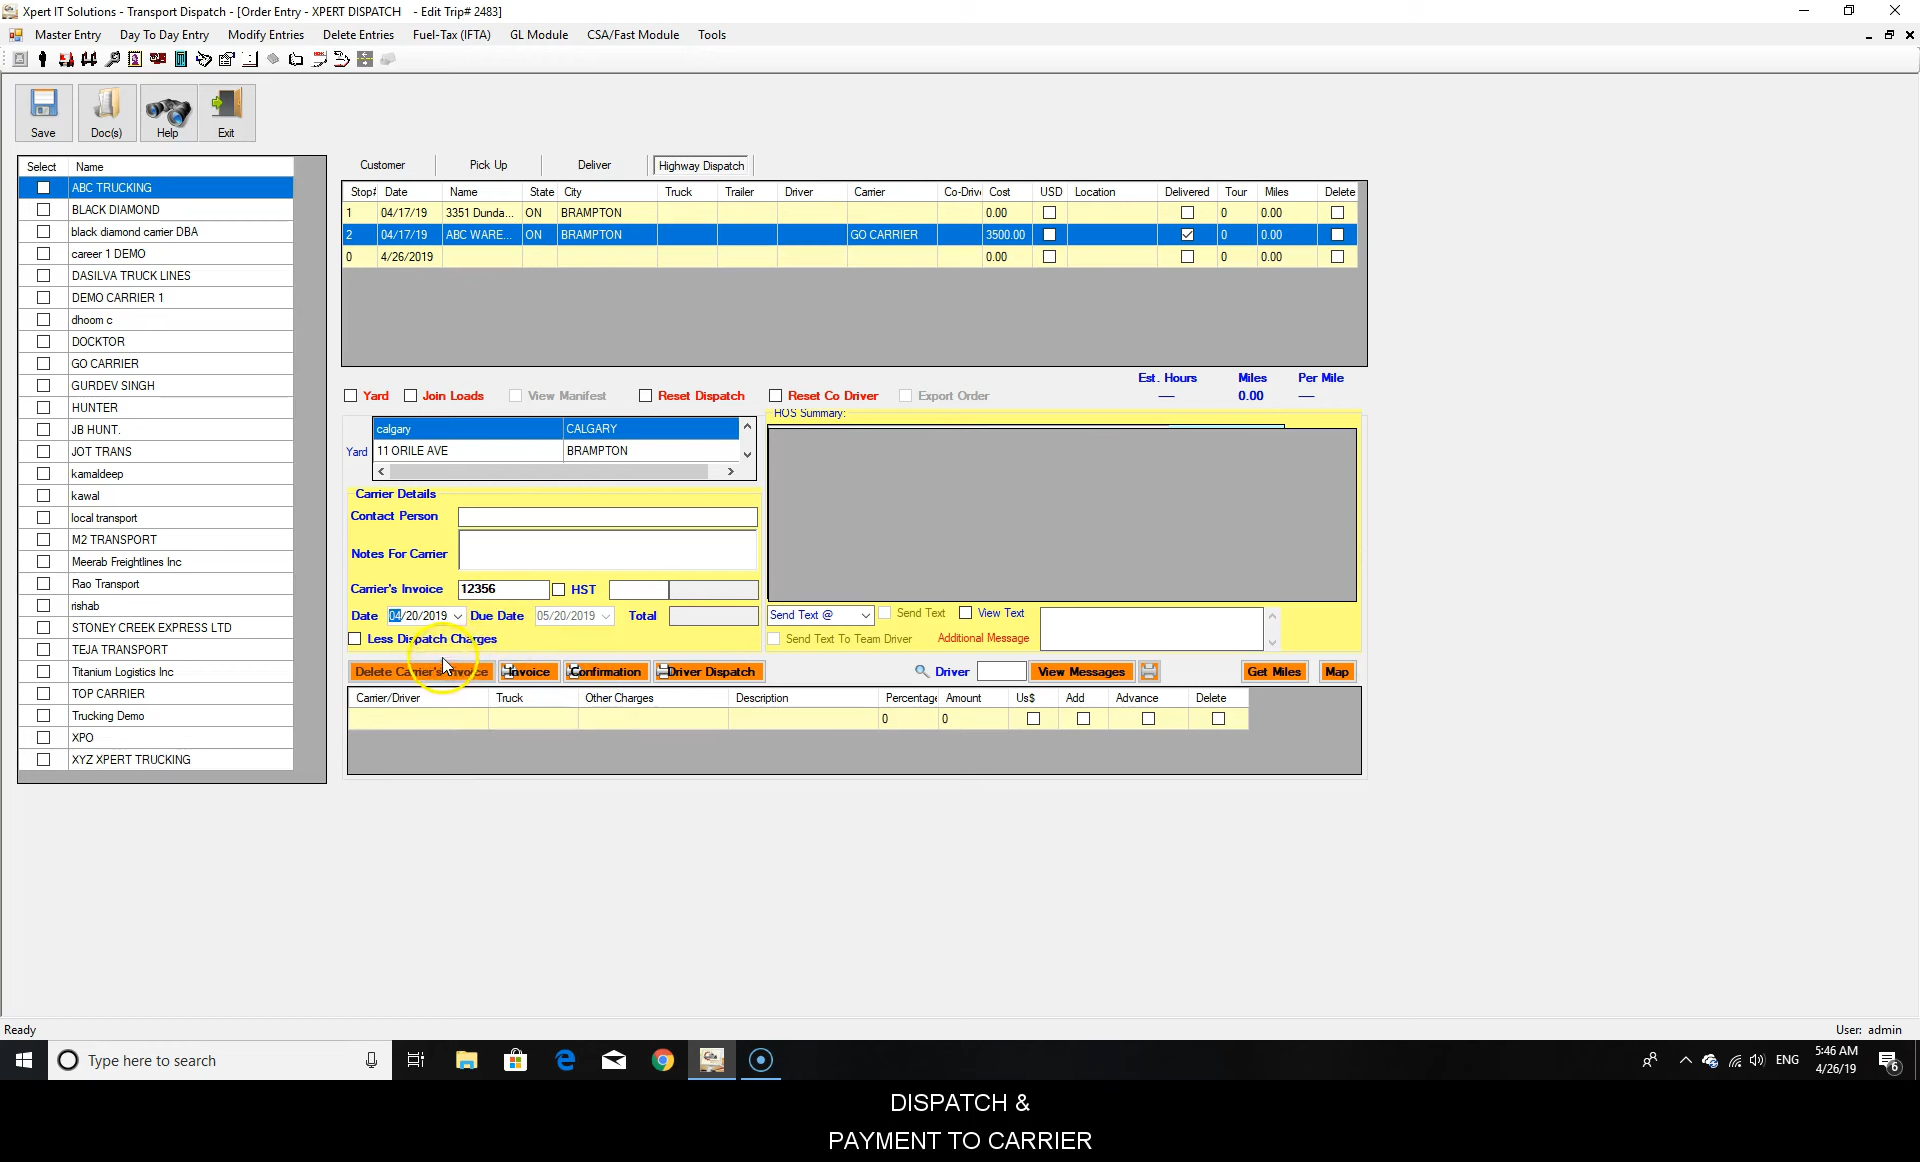 Xpert IT Solutions - Transport Dispatch - [Order Entry - XPERT DISPATCH - Edit Trip# 2483]
Master Entry Day To Day Entry Modify Entries Delete Entries Fuel-Tax (IFTA) GL Module CSA/Fast Module Tools
Save Doc(s) Help Exit
Select Name
ABC TRUCKING
BLACK DIAMOND
black diamond carrier DBA
career 1 DEMO
DASILVA TRUCK LINES
DEMO CARRIER 1
dhoom c
DOCKTOR
GO CARRIER
GURDEV SINGH
HUNTER
JB HUNT.
JOT TRANS
kamaldeep
kawal
local transport
M2 TRANSPORT
Meerab Freightlines Inc
Rao Transport
rishab
STONEY CREEK EXPRESS LTD
TEJA TRANSPORT
Titanium Logistics Inc
TOP CARRIER
Trucking Demo
XPO
XYZ XPERT TRUCKING
Customer Pick Up Deliver Highway Dispatch
Stop# Date Name State City Truck Trailer Driver Carrier Co-Driv Cost USD Location Delivered Tour Miles Delete
1 04/17/19 3351 Dunda... ON BRAMPTON 0.00 0 0.00
2 04/17/19 ABC WARE... ON BRAMPTON GO CARRIER 3500.00 0 0.00
0 4/26/2019 0.00 0 0.00
Est. Hours Miles Per Mile
Yard Join Loads View Manifest Reset Dispatch Reset Co Driver Export Order --- 0.00 ---
HOS Summary:
calgary CALGARY
Yard 11 ORILE AVE BRAMPTON
Carrier Details
Contact Person
Notes For Carrier
Carrier's Invoice 12356 HST
Date 04/20/2019 Due Date 05/20/2019 Total
Less Dispatch Charges
Send Text @ Send Text View Text
Send Text To Team Driver Additional Message
Delete Carrier's Invoice Invoice Confirmation Driver Dispatch Driver View Messages Get Miles Map
Carrier/Driver Truck Other Charges Description Percentage Amount Us$ Add Advance Delete
0 0
Ready User: admin
Type here to search ENG 5:46 AM
4/26/19 6
DISPATCH &
PAYMENT TO CARRIER